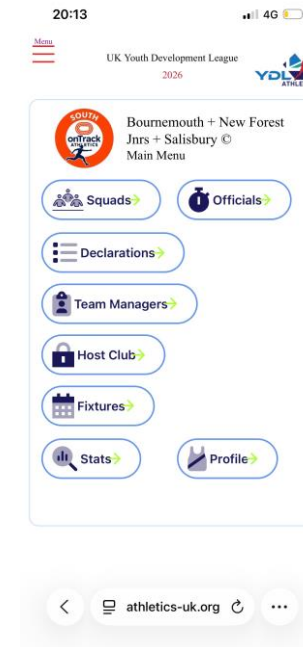 20:13 4G
Menu
UK Youth Development League
2026
YDL
ATHLE
SOUTH
onTrack
ATHLETICS
Bournemouth + New Forest
Jnrs + Salisbury ©
Main Menu
Squads
Officials
Declarations
Team Managers
Host Club
Fixtures
Stats
Profile
athletics-uk.org